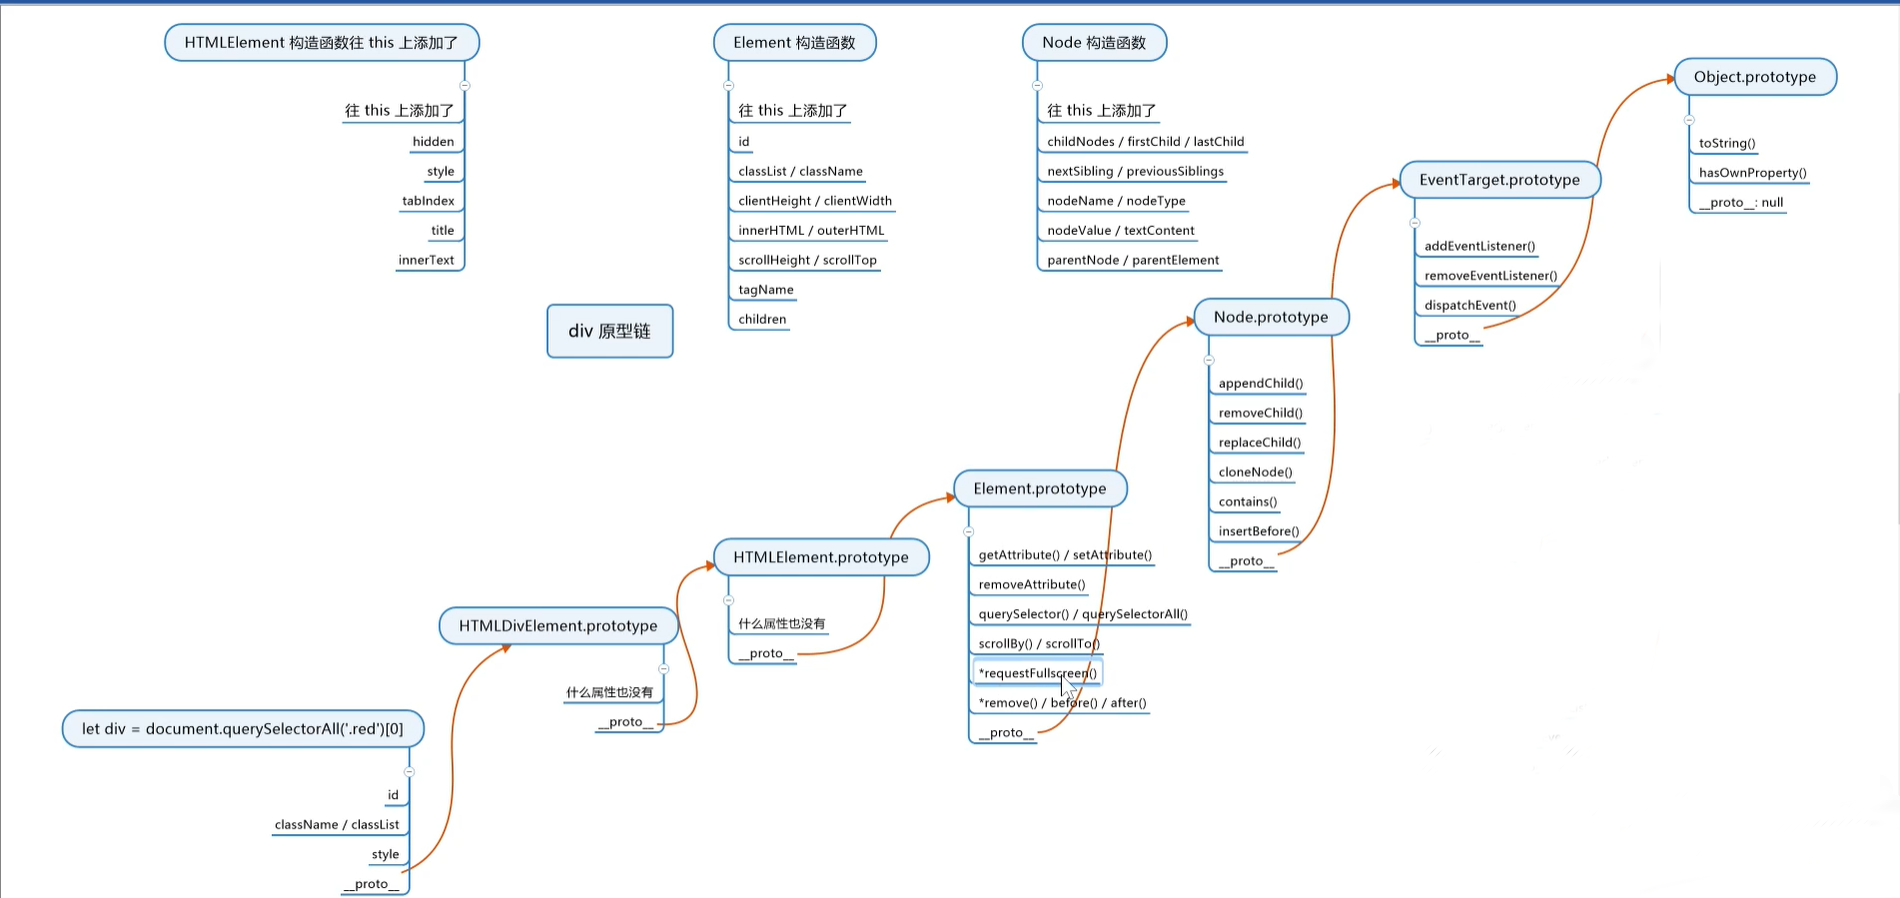 HTMLElement 构造函数往 this 上添加了
往 this 上添加了
hidden
style
tabIndex
title
innerText
Element 构造函数
往 this 上添加了
id
classList / className
clientHeight / clientWidth
innerHTML / outerHTML
scrollHeight / scrollTop
tagName
children
Node 构造函数
往 this 上添加了
childNodes / firstChild / lastChild
nextSibling / previousSiblings
nodeName / nodeType
nodeValue / textContent
parentNode / parentElement
Object.prototype
toString()
hasOwnProperty()
__proto__: null
EventTarget.prototype
addEventListener()
removeEventListener()
dispatchEvent()
__proto__
div 原型链
Node.prototype
appendChild()
removeChild()
replaceChild()
cloneNode()
contains()
insertBefore()
__proto__
Element.prototype
getAttribute() / setAttribute()
removeAttribute()
querySelector() / querySelectorAll()
scrollBy() / scrollTo()
*requestFullscreen()
*remove() / before() / after()
__proto__
HTMLElement.prototype
什么属性也没有
__proto__
HTMLDivElement.prototype
什么属性也没有
__proto__
let div = document.querySelectorAll('.red')[0]
id
className / classList
style
__proto__